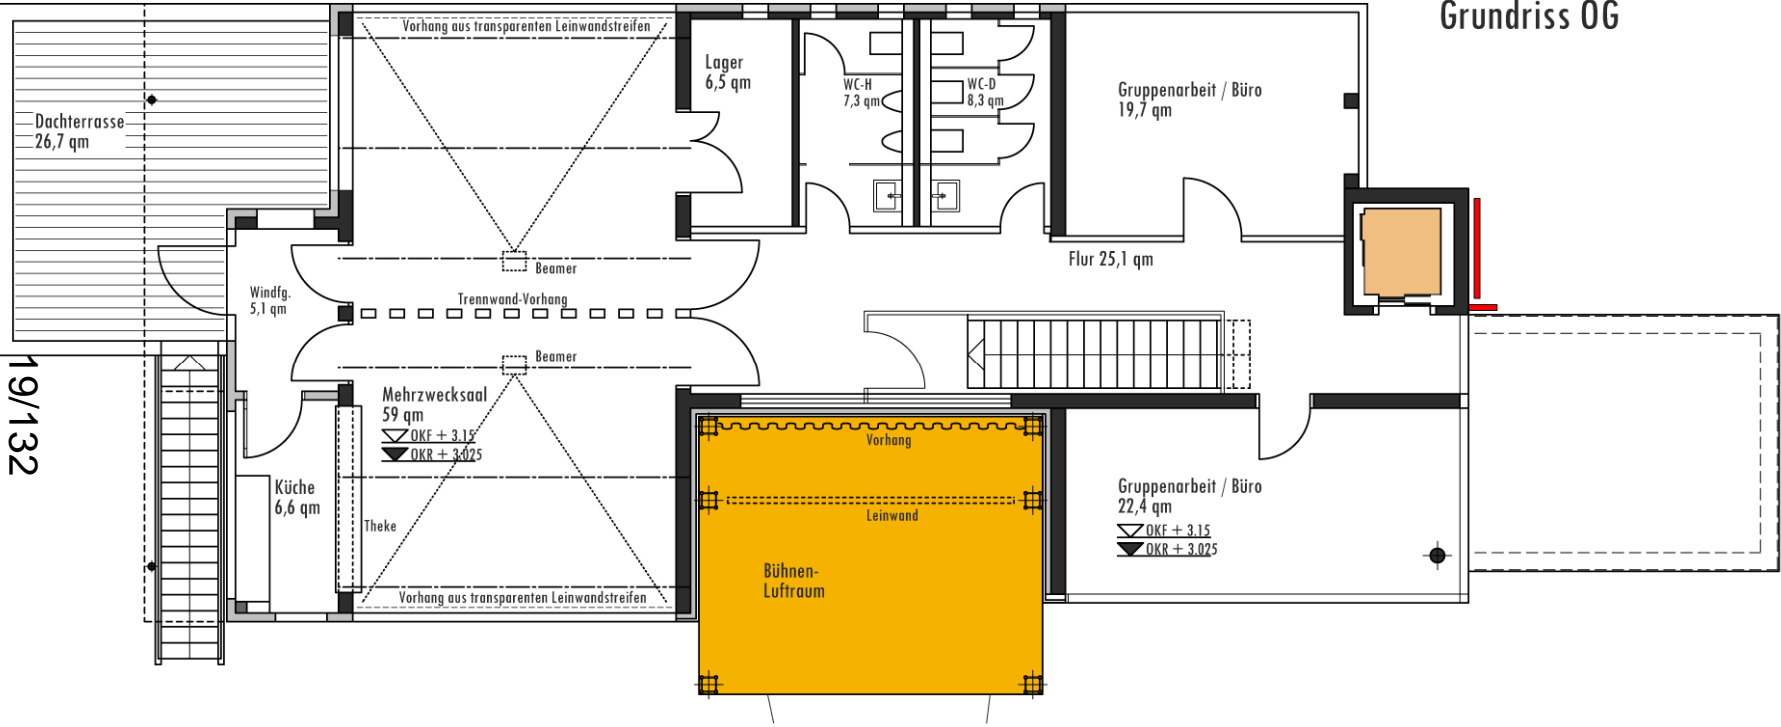 Grundriss OG
Vorhang aus transparenten Leinwandstreifen
Lager
6,5 qm
WC-H
7,3 qm
WC-D
8,3 qm
Gruppenarbeit / Büro
19,7 qm
Dachterrasse
26,7 qm
Flur 25,1 qm
Beamer
Windfg.
5,1 qm
Trennwand-Vorhang
Beamer
Mehrzwecksaal
59 qm
OKF + 3.15
OKR + 3.025
19/132
Vorhang
Küche
6,6 qm
Theke
Leinwand
Gruppenarbeit / Büro
22,4 qm
OKF + 3.15
OKR + 3.025
Bühnen-
Luftraum
Vorhang aus transparenten Leinwandstreifen